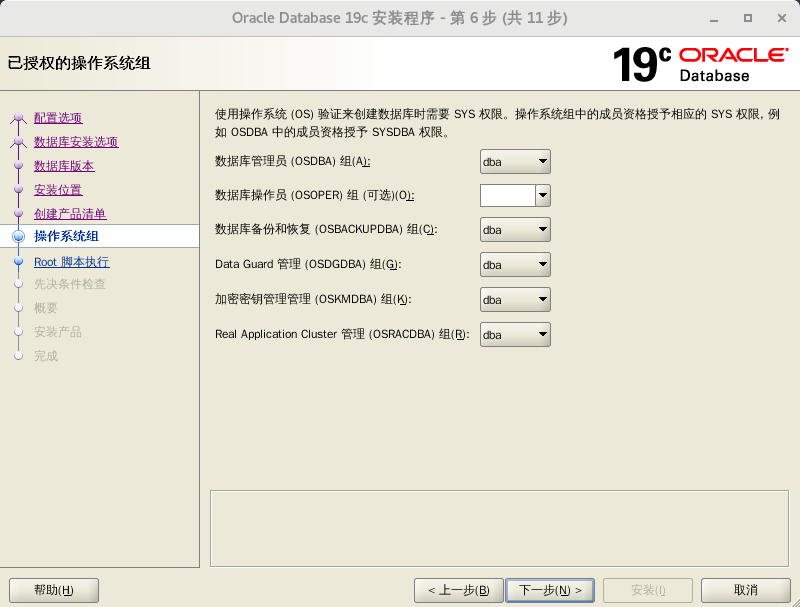 Oracle Database 19c 安装程序 - 第 6 步 (共 11 步)
已授权的操作系统组
19c ORACLE Database
配置选项
数据库安装选项
数据库版本
安装位置
创建产品清单
操作系统组
Root 脚本执行
先决条件检查
概要
安装产品
完成
使用操作系统 (OS) 验证来创建数据库时需要 SYS 权限。操作系统组中的成员资格授予相应的 SYS 权限, 例
如 OSDBA 中的成员资格授予 SYSDBA 权限。
数据库管理员 (OSDBA) 组(A): dba
数据库操作员 (OSOPER) 组 (可选)(O):
数据库备份和恢复 (OSBACKUPDBA) 组(C): dba
Data Guard 管理 (OSDGDBA) 组(G): dba
加密密钥管理管理 (OSKMDBA) 组(K): dba
Real Application Cluster 管理 (OSRACDBA) 组(R): dba
帮助(H) < 上一步(B) 下一步(N) > 安装(I) 取消